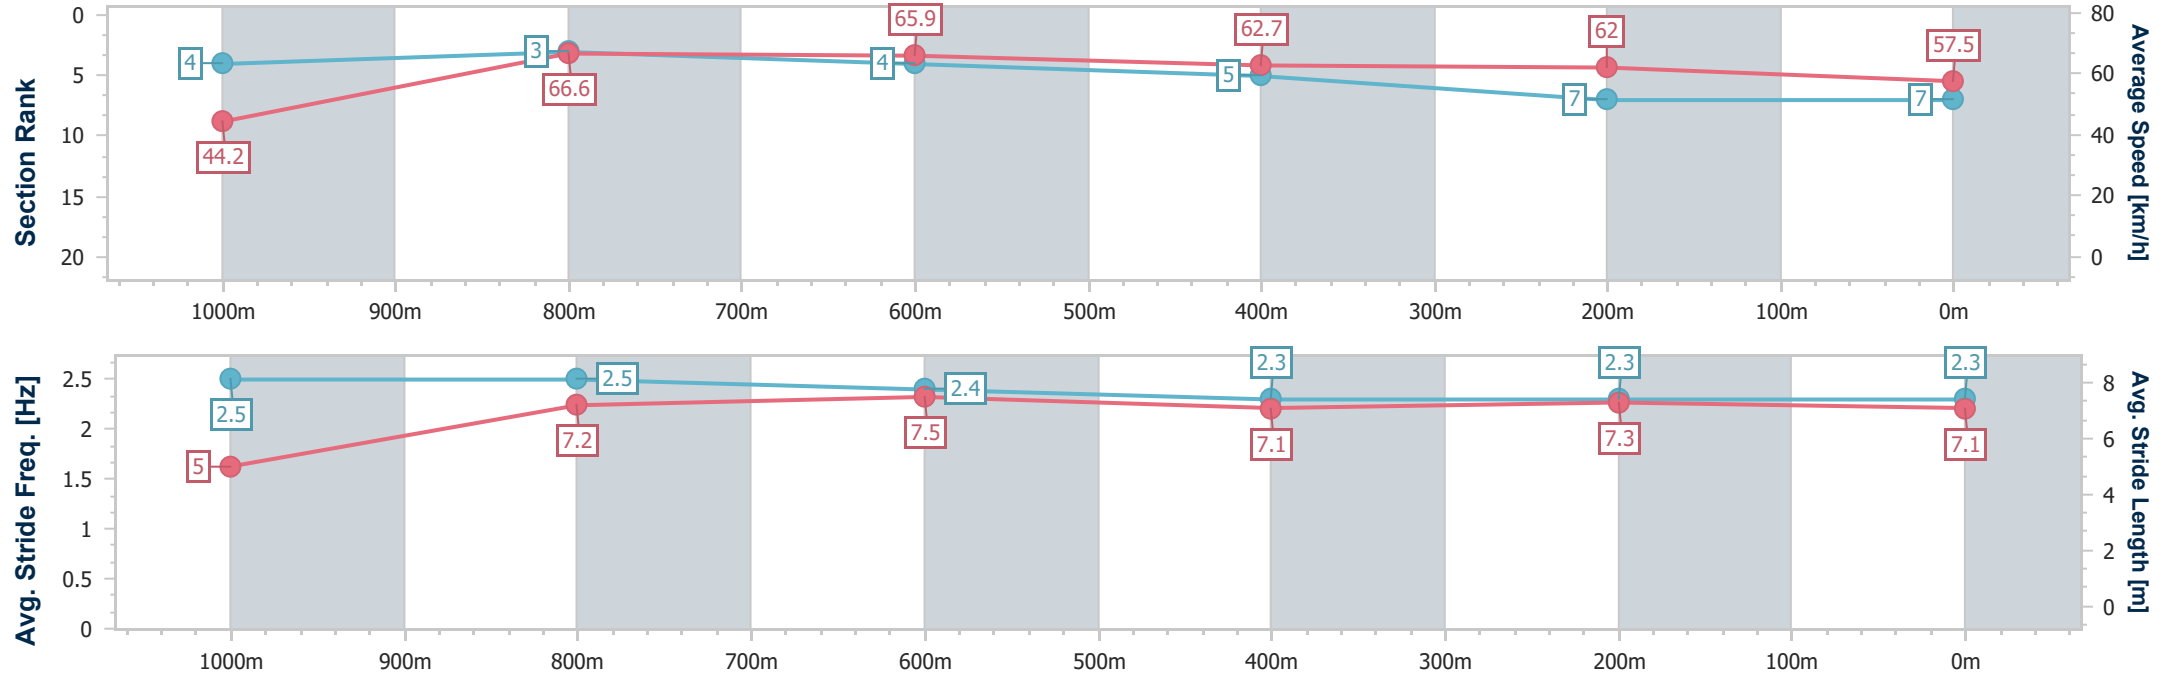 Section Rank
0
5
10
15
20
4
3
4
5
7
7
44.2
66.6
65.9
62.7
62
57.5
80
60
40
20
0
Average Speed [km/h]
1000m
900m
800m
700m
600m
500m
400m
300m
200m
100m
0m
Avg. Stride Freq. [Hz]
2.5
2
1.5
1
0.5
0
2.5
2.5
2.4
2.3
2.3
2.3
5
7.2
7.5
7.1
7.3
7.1
8
6
4
2
0
Avg. Stride Length [m]
1000m
900m
800m
700m
600m
500m
400m
300m
200m
100m
0m